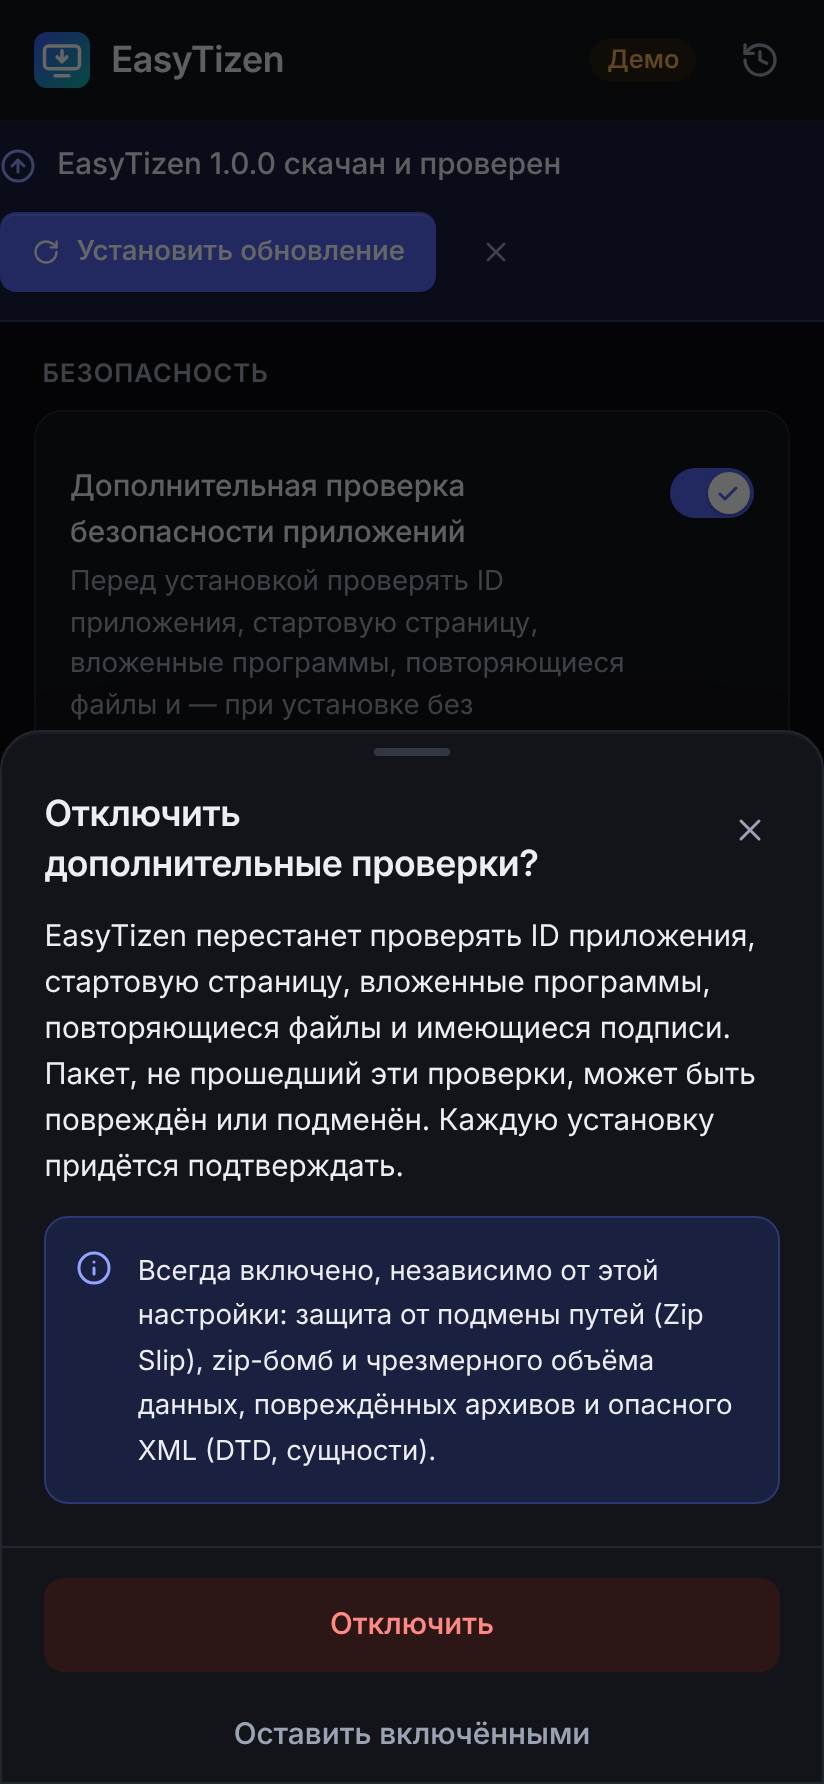 EasyTizen
Демо
EasyTizen 1.0.0 скачан и проверен
Установить обновление
БЕЗОПАСНОСТЬ
Дополнительная проверка
безопасности приложений
Перед установкой проверять ID
приложения, стартовую страницу,
вложенные программы, повторяющиеся
файлы и — при установке без
Отключить
дополнительные проверки?
EasyTizen перестанет проверять ID приложения,
стартовую страницу, вложенные программы,
повторяющиеся файлы и имеющиеся подписи.
Пакет, не прошедший эти проверки, может быть
повреждён или подменён. Каждую установку
придётся подтверждать.
Всегда включено, независимо от этой
настройки: защита от подмены путей (Zip
Slip), zip-бомб и чрезмерного объёма
данных, повреждённых архивов и опасного
XML (DTD, сущности).
Отключить
Оставить включёнными